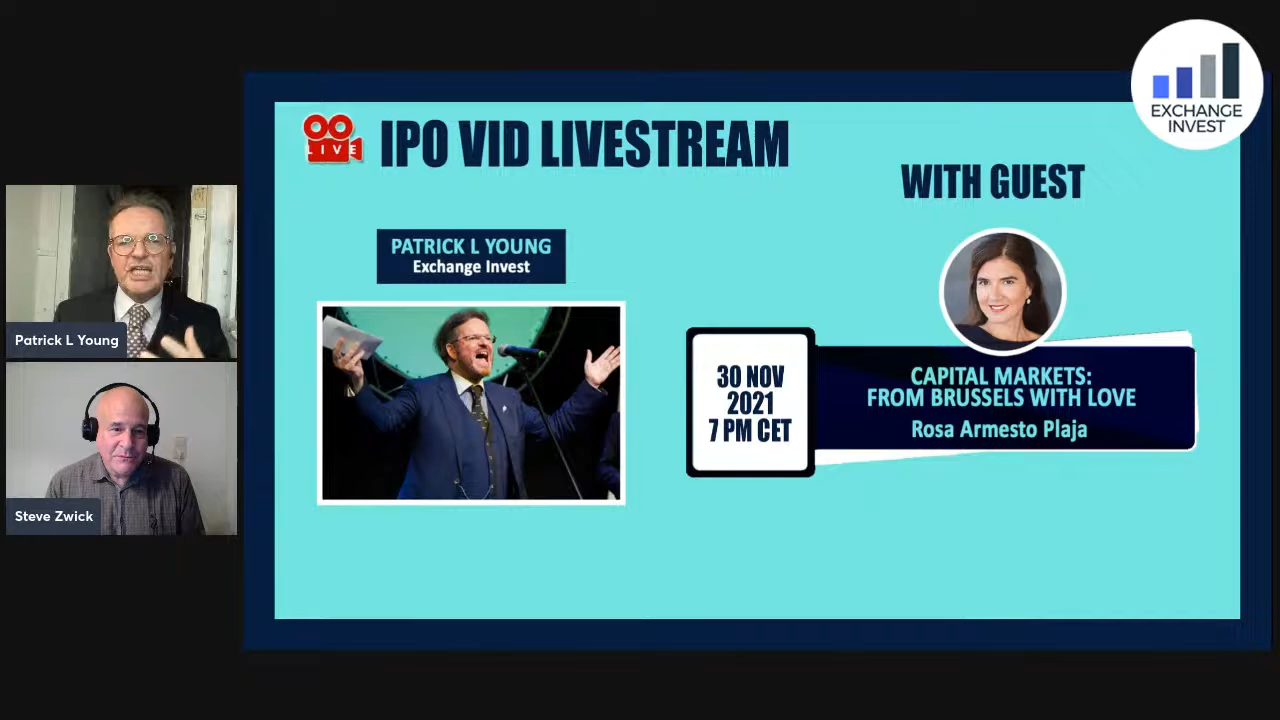 EXCHANGE
INVEST
LIVE
IPO VID LIVESTREAM
WITH GUEST
PATRICK L YOUNG
Exchange Invest
30 NOV
2021
7 PM CET
CAPITAL MARKETS:
FROM BRUSSELS WITH LOVE
Rosa Armesto Plaja
Patrick L Young
Steve Zwick